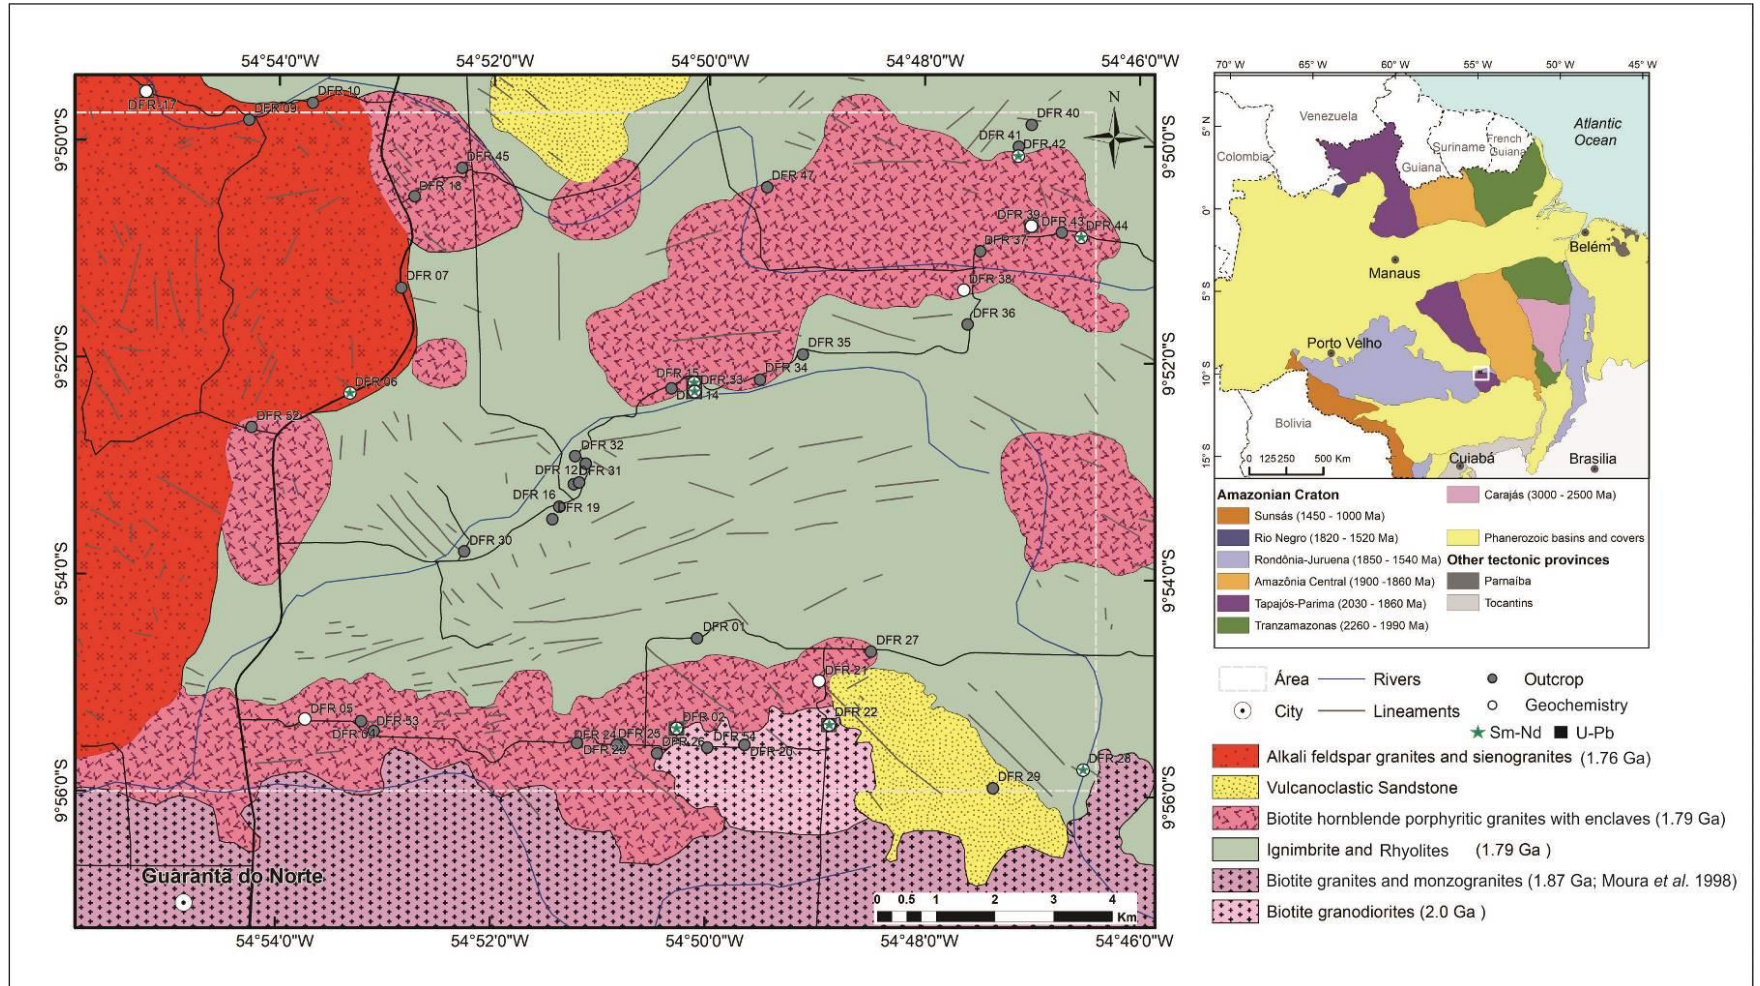 54°54'0"W
54°52'0"W
54°50'0"W
54°48'0"W
54°46'0"W
9°50'0"S
9°52'0"S
9°54'0"S
9°56'0"S
9°50'0"S
9°52'0"S
9°54'0"S
9°56'0"S
N
DFR 17
DFR 09
DFR 10
DFR 45
DFR 18
DFR 07
DFR 06
DFR 52
DFR 40
DFR 41
DFR 42
DFR 47
DFR 39
DFR 43
DFR 44
DFR 37
DFR 38
DFR 36
DFR 35
DFR 34
DFR 15
DFR 33
DFR 14
DFR 32
DFR 12
DFR 31
DFR 16
DFR 19
DFR 30
DFR 01
DFR 27
DFR 21
DFR 22
DFR 05
DFR 53
DFR 02
DFR 24
DFR 25
DFR 26
DFR 54
DFR 20
DFR 29
DFR 28
Guarantã do Norte
0 0.5 1 2 3 4
Km
54°54'0"W
54°52'0"W
54°50'0"W
54°48'0"W
54°46'0"W
70° W
65° W
60° W
55° W
50° W
45° W
5° N
0°
5° S
10° S
15° S
Venezuela
Colombia
Guiana
Suriname
French
Guiana
Atlantic
Ocean
Belém
Manaus
Porto Velho
Bolivia
Cuiabá
Brasilia
0 125250 500 Km
Amazonian Craton
Sunsás (1450 - 1000 Ma)
Rio Negro (1820 - 1520 Ma)
Rondônia-Juruena (1850 - 1540 Ma)
Amazônia Central (1900 -1860 Ma)
Tapajós-Parima (2030 - 1860 Ma)
Tranzamazonas (2260 - 1990 Ma)
Carajás (3000 - 2500 Ma)
Phanerozoic basins and covers
Other tectonic provinces
Parnaíba
Tocantins
Área
Rivers
Outcrop
City
Lineaments
Geochemistry
Sm-Nd
U-Pb
Alkali feldspar granites and sienogranites (1.76 Ga)
Vulcanoclastic Sandstone
Biotite hornblende porphyritic granites with enclaves (1.79 Ga)
Ignimbrite and Rhyolites (1.79 Ga )
Biotite granites and monzogranites (1.87 Ga; Moura et al. 1998)
Biotite granodiorites (2.0 Ga )